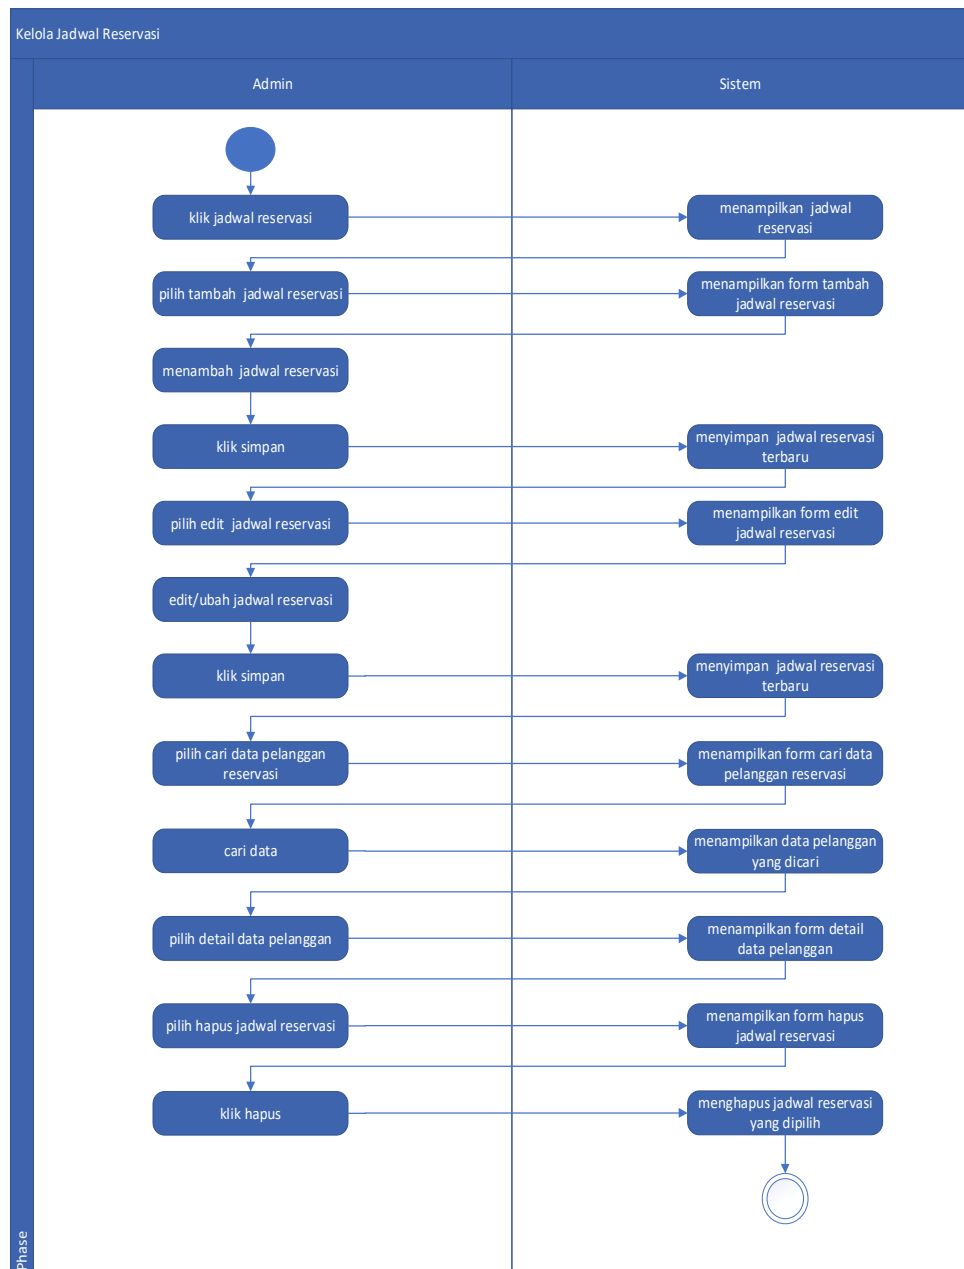 Kelola Jadwal Reservasi
Admin
Sistem
klik jadwal reservasi
menampilkan jadwal
reservasi
pilih tambah jadwal reservasi
menampilkan form tambah
jadwal reservasi
menambah jadwal reservasi
klik simpan
menyimpan jadwal reservasi
terbaru
pilih edit jadwal reservasi
menampilkan form edit
jadwal reservasi
edit/ubah jadwal reservasi
klik simpan
menyimpan jadwal reservasi
terbaru
pilih cari data pelanggan
reservasi
menampilkan form cari data
pelanggan reservasi
cari data
menampilkan data pelanggan
yang dicari
pilih detail data pelanggan
menampilkan form detail
data pelanggan
pilih hapus jadwal reservasi
menampilkan form hapus
jadwal reservasi
klik hapus
menghapus jadwal reservasi
yang dipilih
Phase